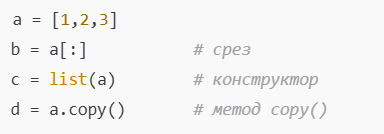 a = [1,2,3]
b = a[:]          # срез
c = list(a)       # конструктор
d = a.copy()      # метод copy()